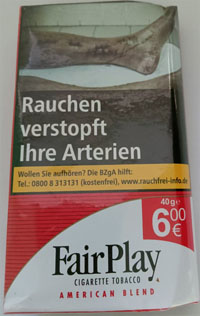 Rauchen
verstopft
Ihre Arterien
Wollen Sie aufhören? Die BZgA hilft:
Tel.: 0800 8 313131 (kostenfrei), www.rauchfrei-info.de
40g e
6.00
€
FairPlay
CIGARETTE TOBACCO
AMERICAN BLEND